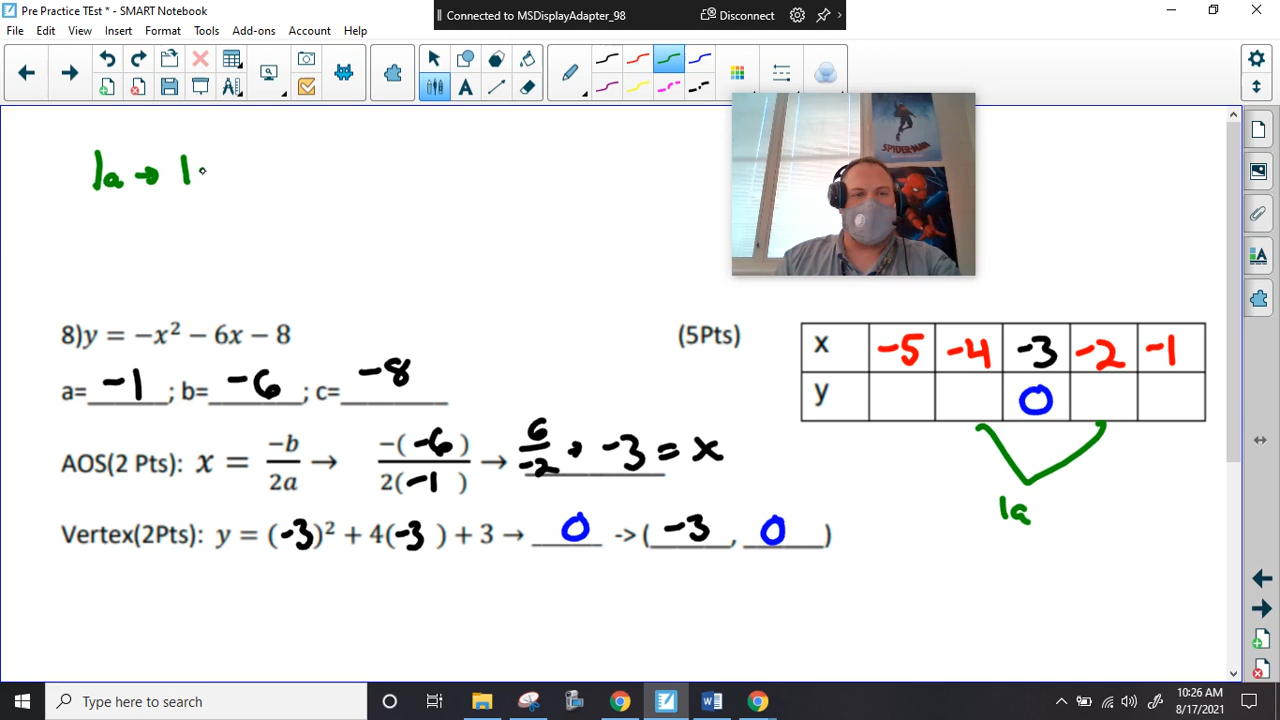 Pre Practice TEst * - SMART Notebook
Connected to MSDisplayAdapter_98
Disconnect
File Edit View Insert Format Tools Add-ons Account Help
SPIDER-MAN
1a → 1 .
8)y = −x² − 6x − 8
(5Pts)
x -5 -4 -3 -2 -1
y 0
a= -1 ; b= -6 ; c= -8
AOS(2 Pts): x = −b/2a → −(-6)/2(-1) → 6/-2 → -3 = x
1a
Vertex(2Pts): y = (-3)² + 4(-3) + 3 → 0 -> (-3, 0)
Type here to search
10:26 AM
8/17/2021